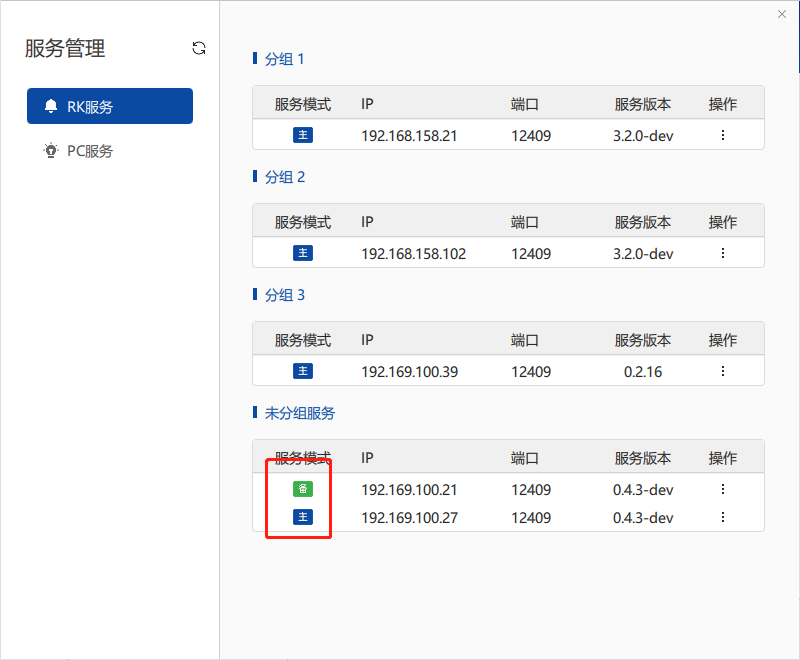 服务管理
RK服务
PC服务
分组 1
服务模式 IP 端口 服务版本 操作
主 192.168.158.21 12409 3.2.0-dev
分组 2
服务模式 IP 端口 服务版本 操作
主 192.168.158.102 12409 3.2.0-dev
分组 3
服务模式 IP 端口 服务版本 操作
主 192.169.100.39 12409 0.2.16
未分组服务
服务模式 IP 端口 服务版本 操作
备 192.169.100.21 12409 0.4.3-dev
主 192.169.100.27 12409 0.4.3-dev